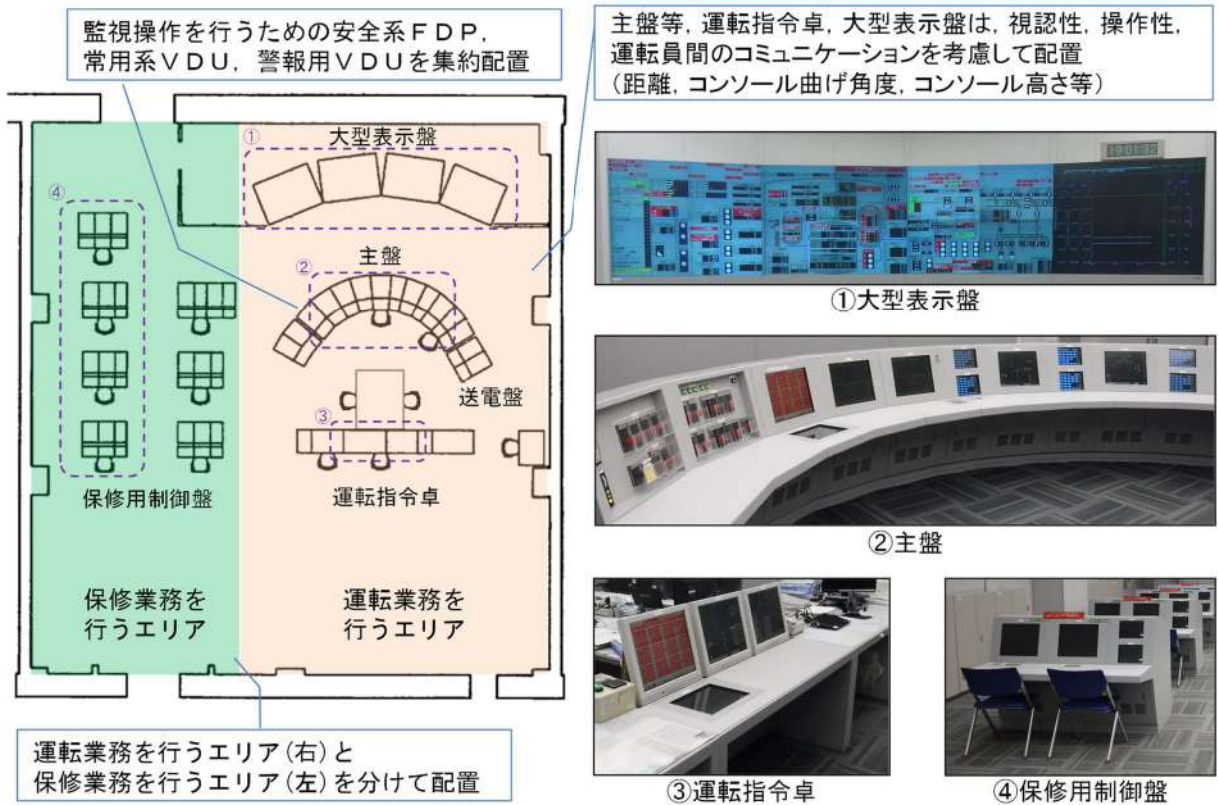 監視操作を行うための安全系ＦＤＰ，
常用系ＶＤＵ，警報用ＶＤＵを集約配置
主盤等，運転指令卓，大型表示盤は，視認性，操作性，
運転員間のコミュニケーションを考慮して配置
（距離，コンソール曲げ角度，コンソール高さ等）
①
大型表示盤
④
②
主盤
送電盤
③
保修用制御盤
運転指令卓
保修業務を
行うエリア
運転業務を
行うエリア
運転業務を行うエリア（右）と
保修業務を行うエリア（左）を分けて配置
①大型表示盤
②主盤
③運転指令卓
④保修用制御盤